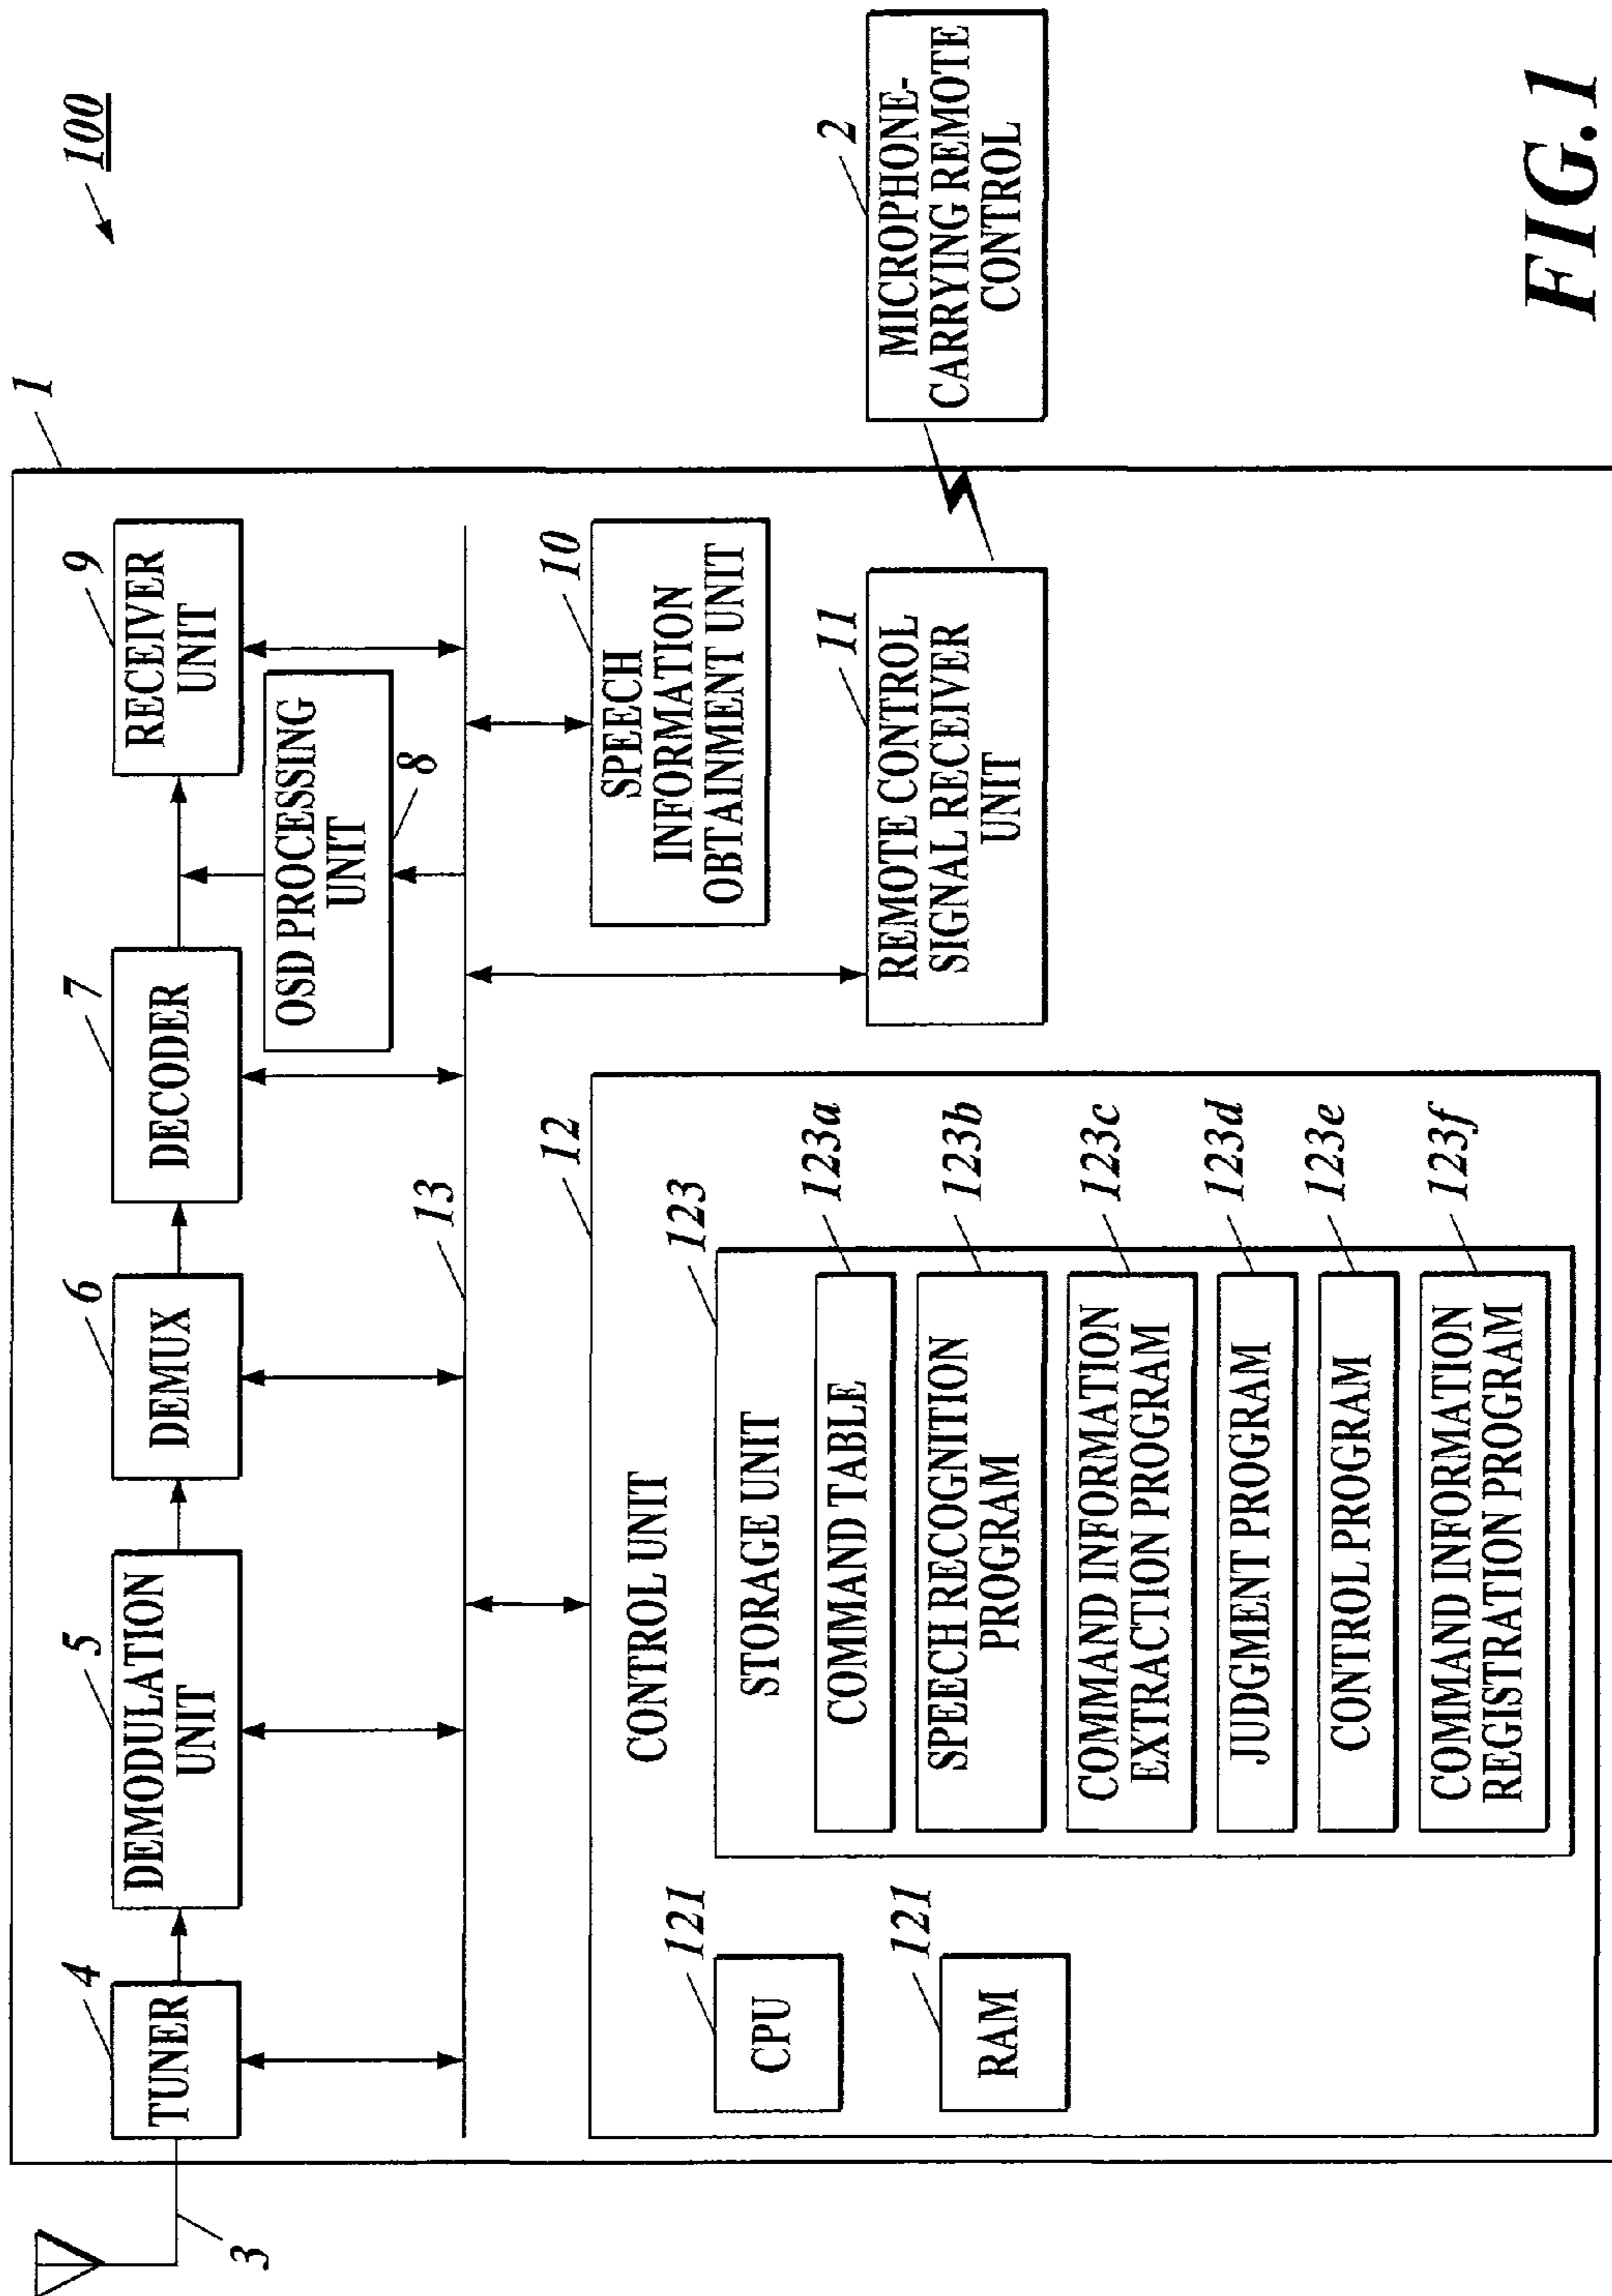 100
1
3
4
TUNER
5
DEMODULATION
UNIT
6
DEMUX
7
DECODER
OSD PROCESSING
UNIT
8
9
RECEIVER
UNIT
13
10
SPEECH
INFORMATION
OBTAINMENT UNIT
11
REMOTE CONTROL
SIGNAL RECEIVER
UNIT
2
MICROPHONE-
CARRYING REMOTE
CONTROL
12
CONTROL UNIT
121
CPU
121
RAM
123
STORAGE UNIT
123a
COMMAND TABLE
123b
SPEECH RECOGNITION
PROGRAM
123c
COMMAND INFORMATION
EXTRACTION PROGRAM
123d
JUDGMENT PROGRAM
123e
CONTROL PROGRAM
123f
COMMAND INFORMATION
REGISTRATION PROGRAM
FIG.1